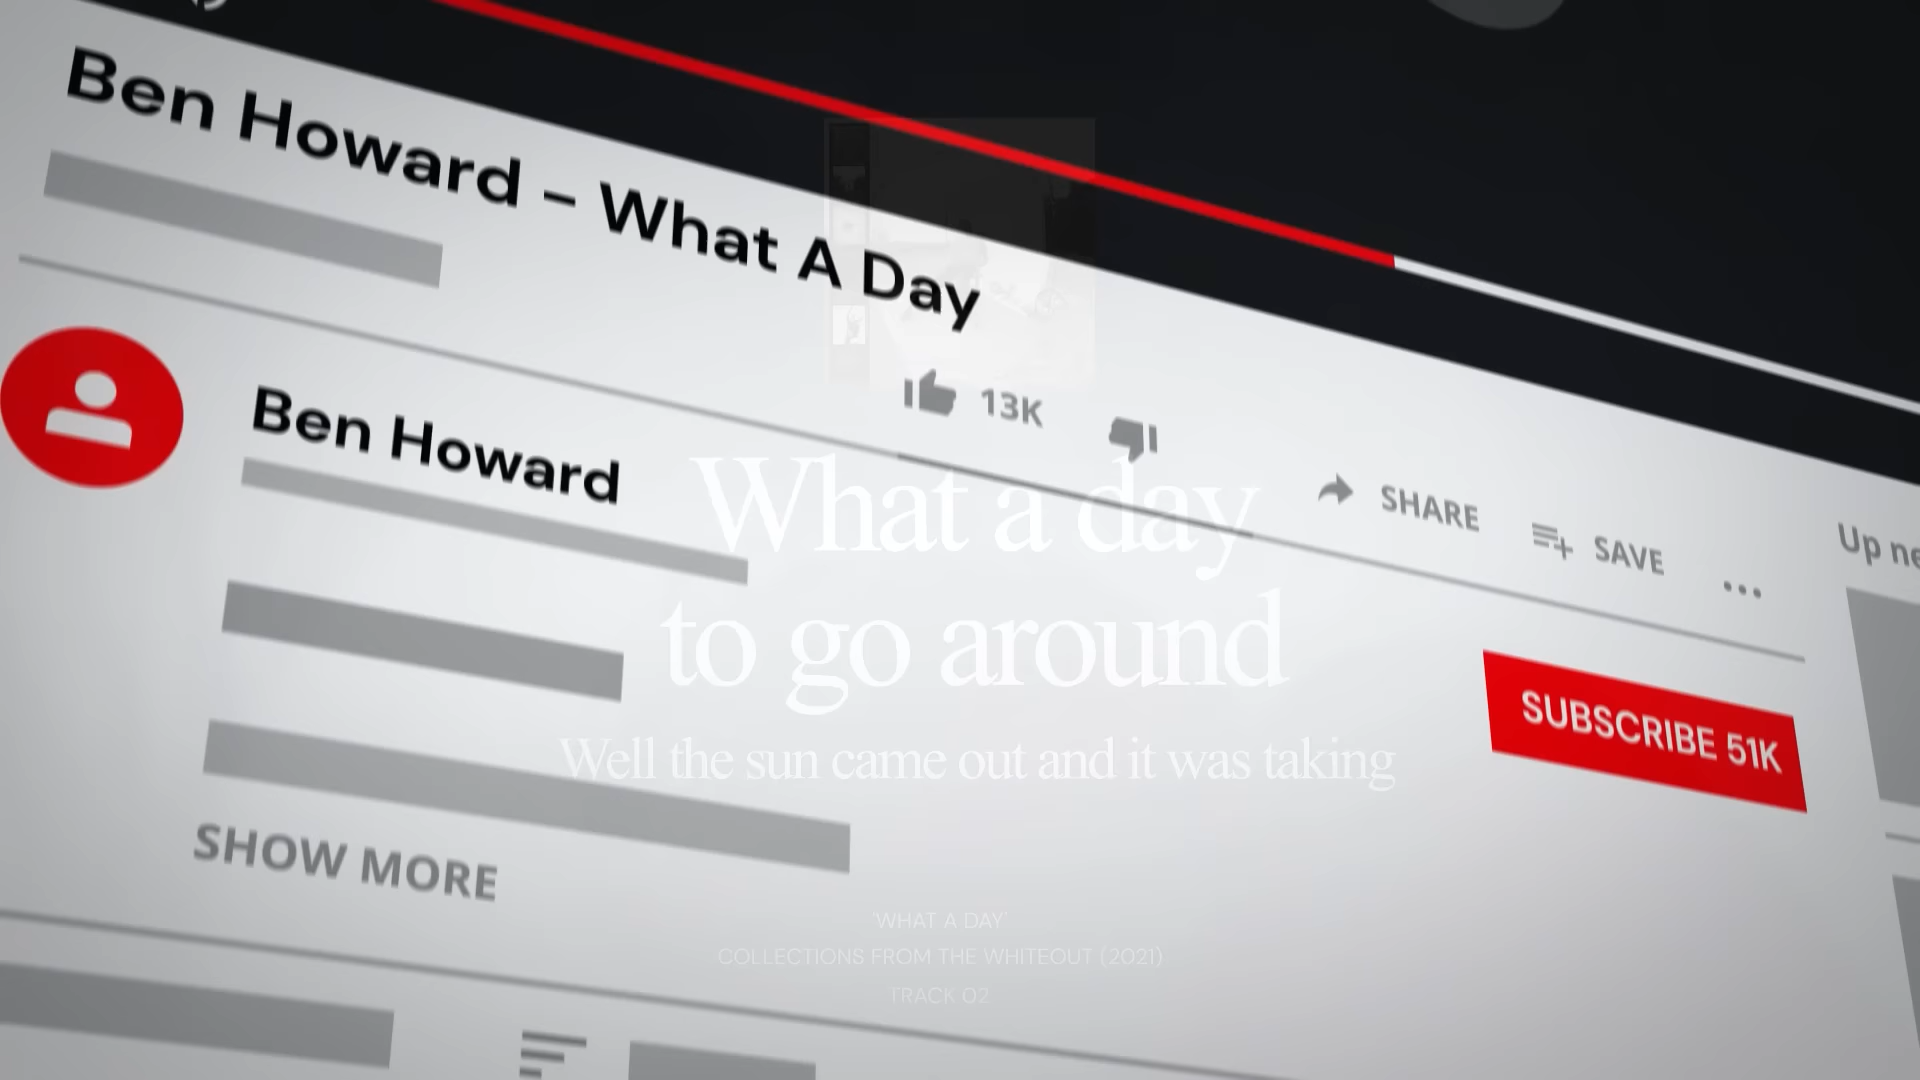 Ben Howard – What A Day
13K
SHARE
SAVE
Up ne
Ben Howard
SUBSCRIBE 51K
What a day
to go around
Well the sun came out and it was taking
SHOW MORE
'WHAT A DAY'
COLLECTIONS FROM THE WHITEOUT (2021)
TRACK 02